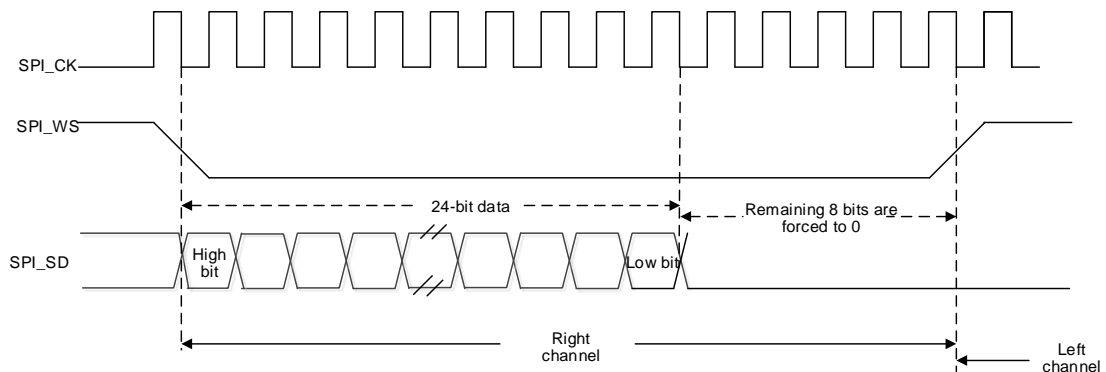 SPI_CK
SPI_WS
24-bit data
Remaining 8 bits are
forced to 0
SPI_SD
High
bit
Low bit
Right
channel
Left
channel